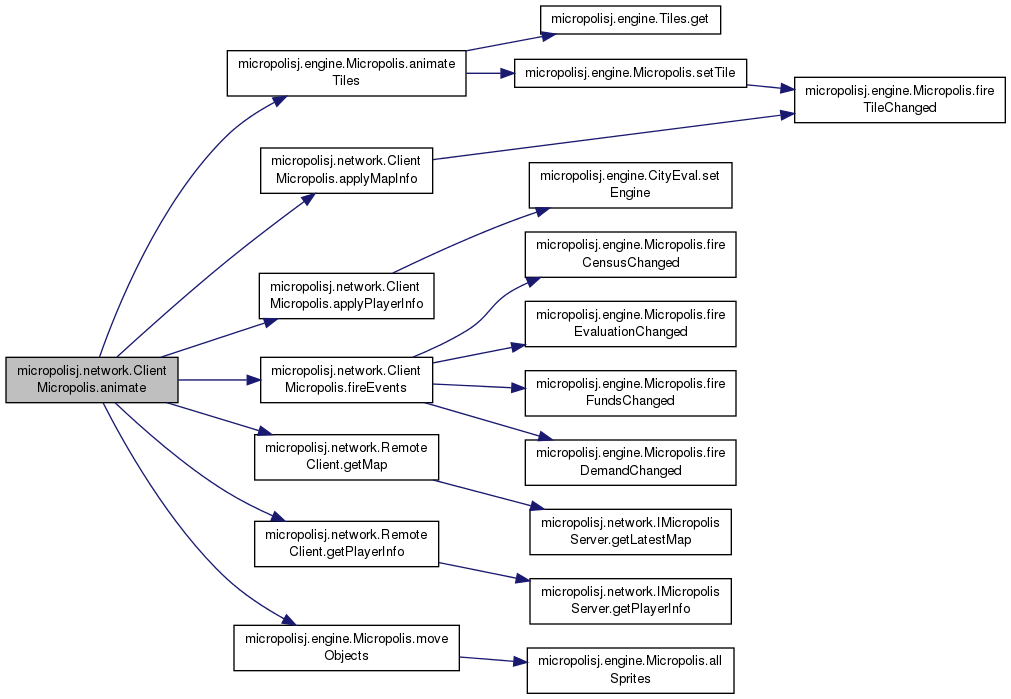 micropolisj.engine.Tiles.get
micropolisj.engine.Micropolis.animate
Tiles
micropolisj.engine.Micropolis.setTile
micropolisj.engine.Micropolis.fire
TileChanged
micropolisj.network.Client
Micropolis.applyMapInfo
micropolisj.engine.CityEval.set
Engine
micropolisj.engine.Micropolis.fire
CensusChanged
micropolisj.network.Client
Micropolis.applyPlayerInfo
micropolisj.engine.Micropolis.fire
EvaluationChanged
micropolisj.network.Client
Micropolis.animate
micropolisj.network.Client
Micropolis.fireEvents
micropolisj.engine.Micropolis.fire
FundsChanged
micropolisj.network.Remote
Client.getMap
micropolisj.engine.Micropolis.fire
DemandChanged
micropolisj.network.IMicropolis
Server.getLatestMap
micropolisj.network.Remote
Client.getPlayerInfo
micropolisj.network.IMicropolis
Server.getPlayerInfo
micropolisj.engine.Micropolis.move
Objects
micropolisj.engine.Micropolis.all
Sprites